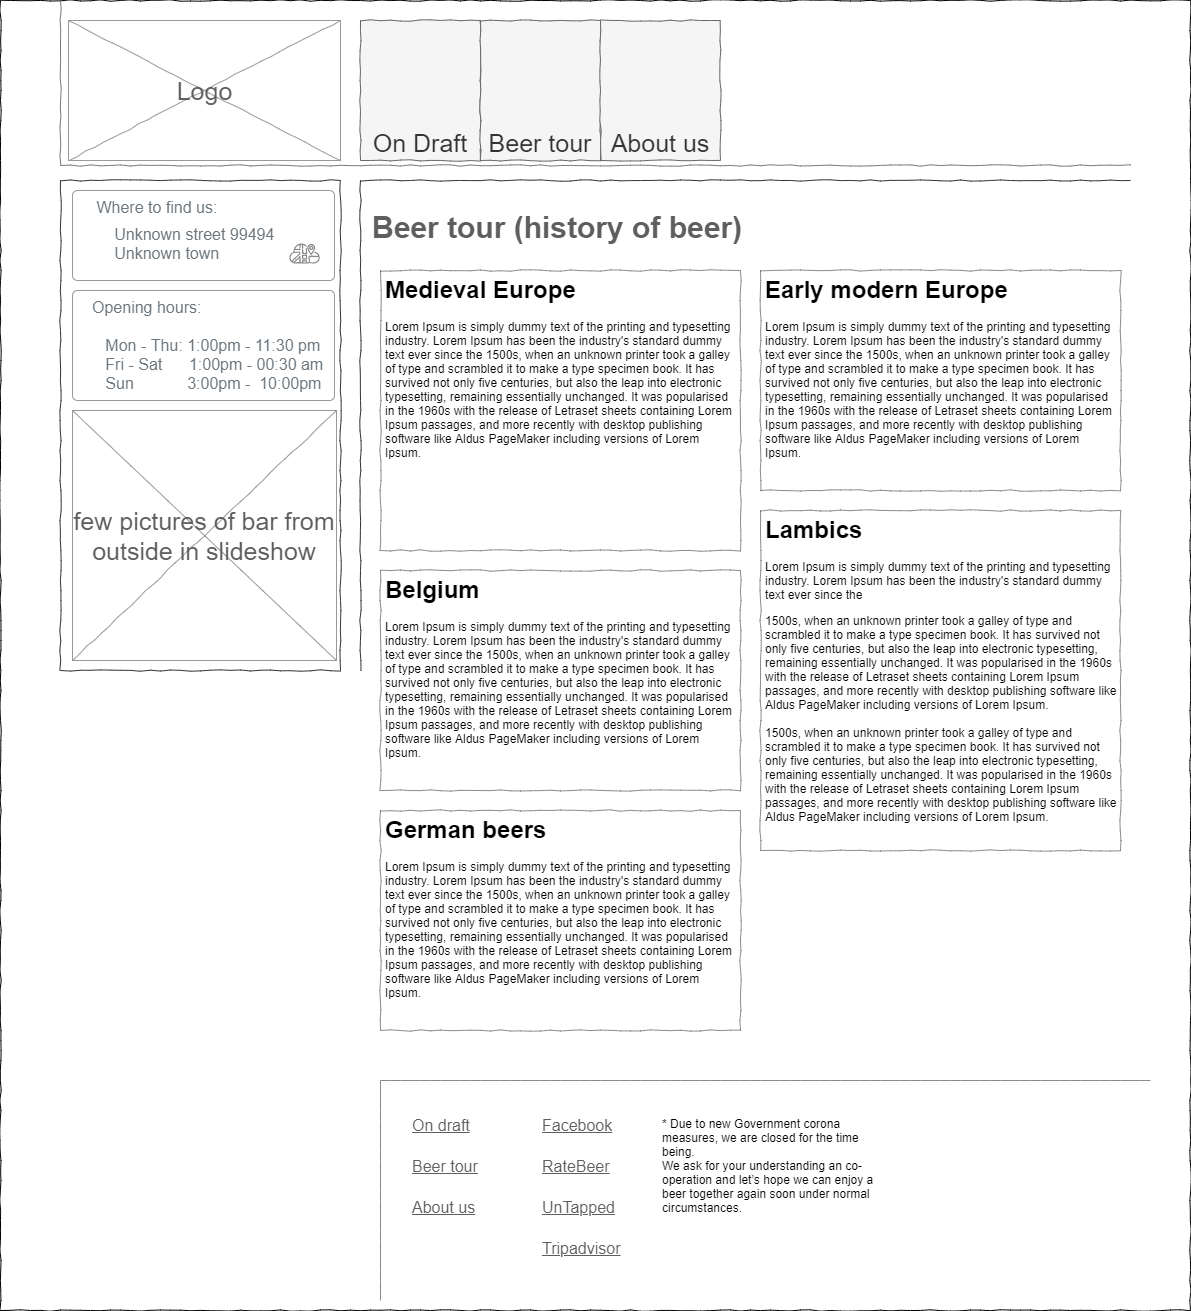 Logo
On Draft
Beer tour
About us
Where to find us:
Unknown street 99494
Unknown town
Opening hours:
Mon - Thu: 1:00pm - 11:30 pm
Fri - Sat 1:00pm - 00:30 am
Sun 3:00pm - 10:00pm
few pictures of bar from
outside in slideshow
Beer tour (history of beer)
Medieval Europe
Lorem Ipsum is simply dummy text of the printing and typesetting
industry. Lorem Ipsum has been the industry's standard dummy
text ever since the 1500s, when an unknown printer took a galley
of type and scrambled it to make a type specimen book. It has
survived not only five centuries, but also the leap into electronic
typesetting, remaining essentially unchanged. It was popularised
in the 1960s with the release of Letraset sheets containing Lorem
Ipsum passages, and more recently with desktop publishing
software like Aldus PageMaker including versions of Lorem
Ipsum.
Belgium
Lorem Ipsum is simply dummy text of the printing and typesetting
industry. Lorem Ipsum has been the industry's standard dummy
text ever since the 1500s, when an unknown printer took a galley
of type and scrambled it to make a type specimen book. It has
survived not only five centuries, but also the leap into electronic
typesetting, remaining essentially unchanged. It was popularised
in the 1960s with the release of Letraset sheets containing Lorem
Ipsum passages, and more recently with desktop publishing
software like Aldus PageMaker including versions of Lorem
Ipsum.
German beers
Lorem Ipsum is simply dummy text of the printing and typesetting
industry. Lorem Ipsum has been the industry's standard dummy
text ever since the 1500s, when an unknown printer took a galley
of type and scrambled it to make a type specimen book. It has
survived not only five centuries, but also the leap into electronic
typesetting, remaining essentially unchanged. It was popularised
in the 1960s with the release of Letraset sheets containing Lorem
Ipsum passages, and more recently with desktop publishing
software like Aldus PageMaker including versions of Lorem
Ipsum.
Early modern Europe
Lorem Ipsum is simply dummy text of the printing and typesetting
industry. Lorem Ipsum has been the industry's standard dummy
text ever since the 1500s, when an unknown printer took a galley
of type and scrambled it to make a type specimen book. It has
survived not only five centuries, but also the leap into electronic
typesetting, remaining essentially unchanged. It was popularised
in the 1960s with the release of Letraset sheets containing Lorem
Ipsum passages, and more recently with desktop publishing
software like Aldus PageMaker including versions of Lorem
Ipsum.
Lambics
Lorem Ipsum is simply dummy text of the printing and typesetting
industry. Lorem Ipsum has been the industry's standard dummy
text ever since the
1500s, when an unknown printer took a galley of type and
scrambled it to make a type specimen book. It has survived not
only five centuries, but also the leap into electronic typesetting,
remaining essentially unchanged. It was popularised in the 1960s
with the release of Letraset sheets containing Lorem Ipsum
passages, and more recently with desktop publishing software like
Aldus PageMaker including versions of Lorem Ipsum.
1500s, when an unknown printer took a galley of type and
scrambled it to make a type specimen book. It has survived not
only five centuries, but also the leap into electronic typesetting,
remaining essentially unchanged. It was popularised in the 1960s
with the release of Letraset sheets containing Lorem Ipsum
passages, and more recently with desktop publishing software like
Aldus PageMaker including versions of Lorem Ipsum.
On draft
Beer tour
About us
Facebook
RateBeer
UnTapped
Tripadvisor
* Due to new Government corona
measures, we are closed for the time
being.
We ask for your understanding an co-
operation and let's hope we can enjoy a
beer together again soon under normal
circumstances.